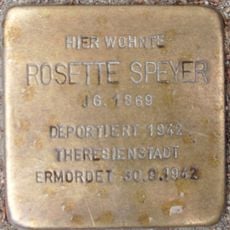 HIER WOHNTE
ROSETTE SPEYER
JG. 1869
DEPORTIERT 1942
THERESIENSTADT
ERMORDET 30.9.1942